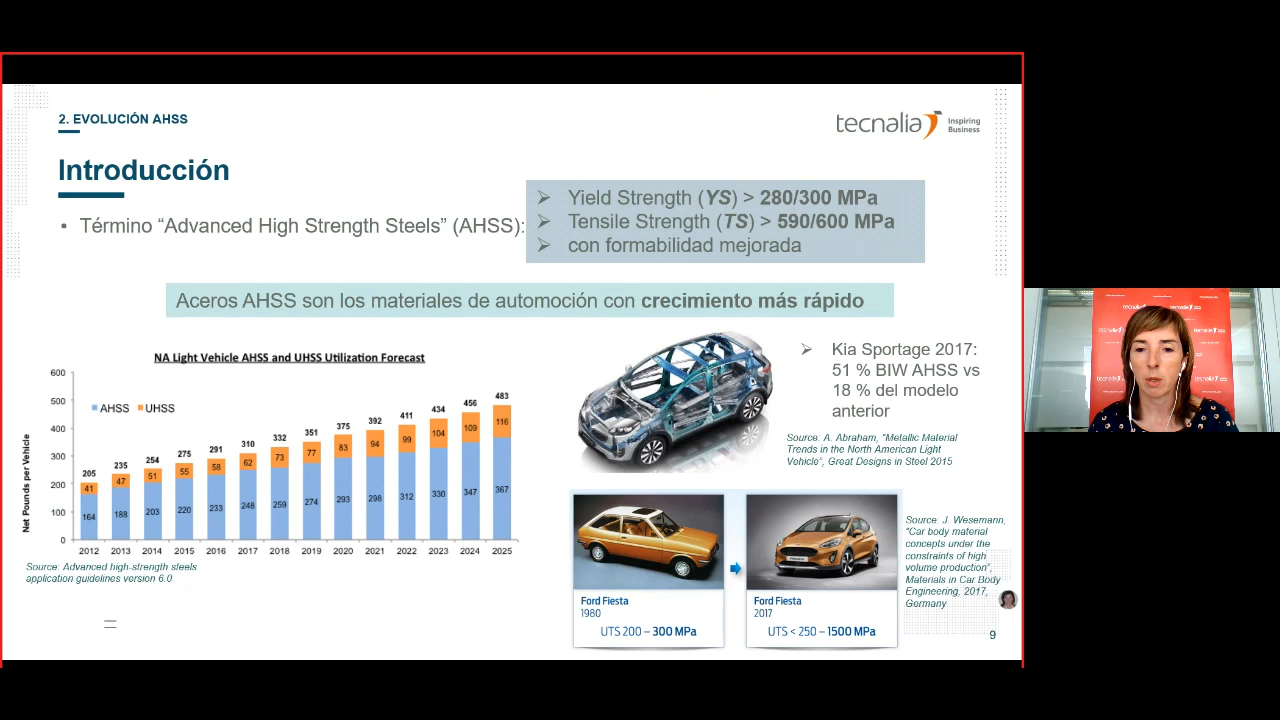 2. EVOLUCIÓN AHSS
tecnalia Inspiring
Business
Introducción
• Término “Advanced High Strength Steels” (AHSS):
Yield Strength (YS) > 280/300 MPa
Tensile Strength (TS) > 590/600 MPa
con formabilidad mejorada
Aceros AHSS son los materiales de automoción con crecimiento más rápido
NA Light Vehicle AHSS and UHSS Utilization Forecast
Net Pounds per Vehicle
600
500
400
300
200
100
0
AHSS UHSS
205 235 254 275 291 310 332 351 375 392 411 434 456 483
41 47 51 55 58 62 73 77 83 94 99 104 109 116
164 188 203 220 233 248 259 274 293 298 312 330 347 367
2012 2013 2014 2015 2016 2017 2018 2019 2020 2021 2022 2023 2024 2025
Source: Advanced high-strength steels
application guidelines version 6.0
Kia Sportage 2017:
51 % BIW AHSS vs
18 % del modelo
anterior
Source: A. Abraham, "Metallic Material
Trends in the North American Light
Vehicle", Great Designs in Steel 2015
Ford Fiesta
1980
UTS 200 – 300 MPa
Ford Fiesta
2017
UTS < 250 – 1500 MPa
Source: J. Wesemann,
"Car body material
concepts under the
constraints of high
volume production",
Materials in Car Body
Engineering, 2017,
Germany.
9
tecnalia
tecnalia
tecnalia